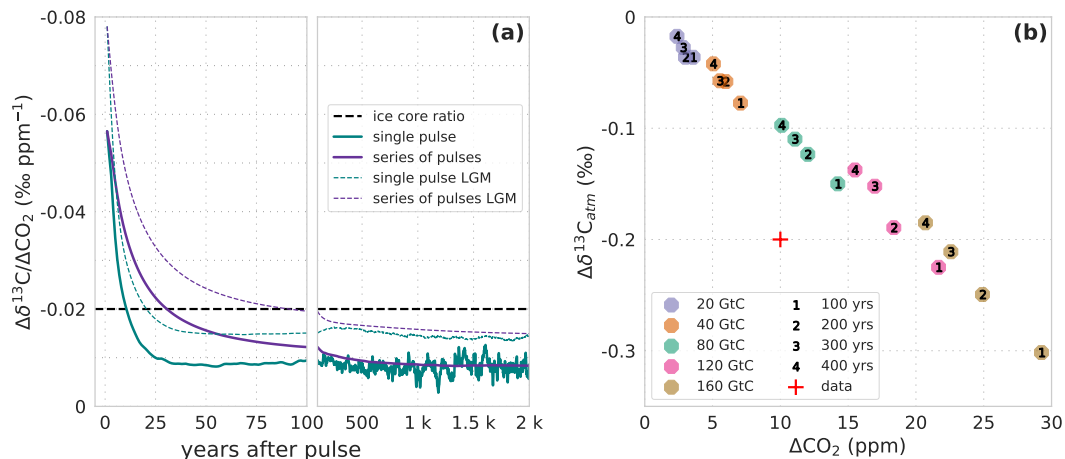 -0.08
-0.06
-0.04
-0.02
0
Δδ¹³C/ΔCO₂ (‰ ppm⁻¹)
(a)
ice core ratio
single pulse
series of pulses
single pulse LGM
series of pulses LGM
0 25 50 75 100 500 1 k 1.5 k 2 k
years after pulse
0
-0.1
-0.2
-0.3
Δδ¹³Cₐₜₘ (‰)
(b)
4
3
2 1
4
3 2
1
4
3
2
1
4
3
2
1
4
3
2
1
20 GtC 1 100 yrs
40 GtC 2 200 yrs
80 GtC 3 300 yrs
120 GtC 4 400 yrs
160 GtC data
0 5 10 15 20 25 30
ΔCO₂ (ppm)